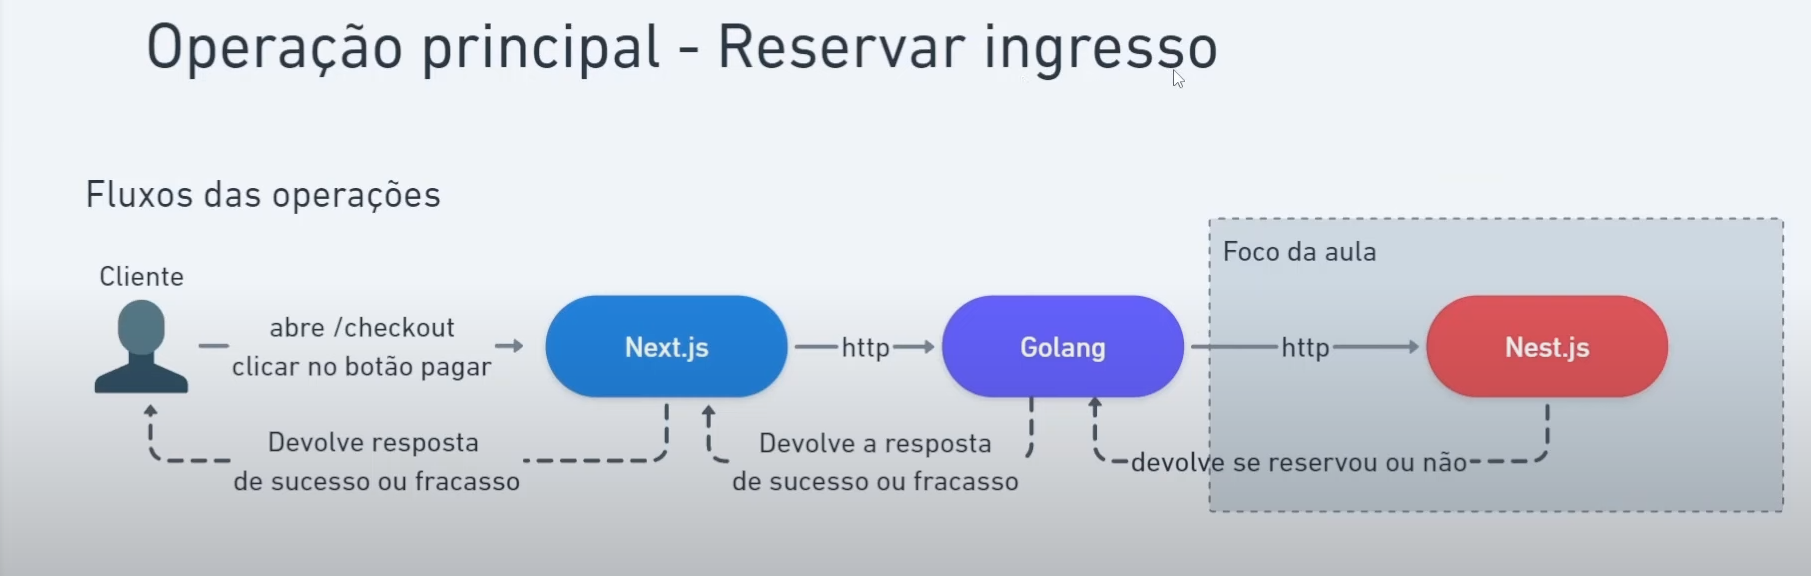 Operação principal - Reservar ingresso
Fluxos das operações
Foco da aula
Cliente
abre /checkout
clicar no botão pagar
Next.js
http
Golang
http
Nest.js
Devolve resposta
de sucesso ou fracasso
Devolve a resposta
de sucesso ou fracasso
devolve se reservou ou não